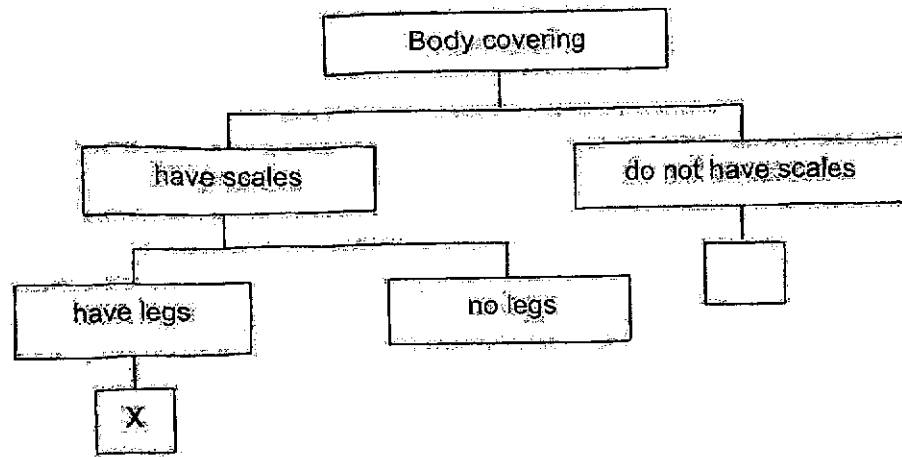 Body covering
have scales
do not have scales
have legs
no legs
X